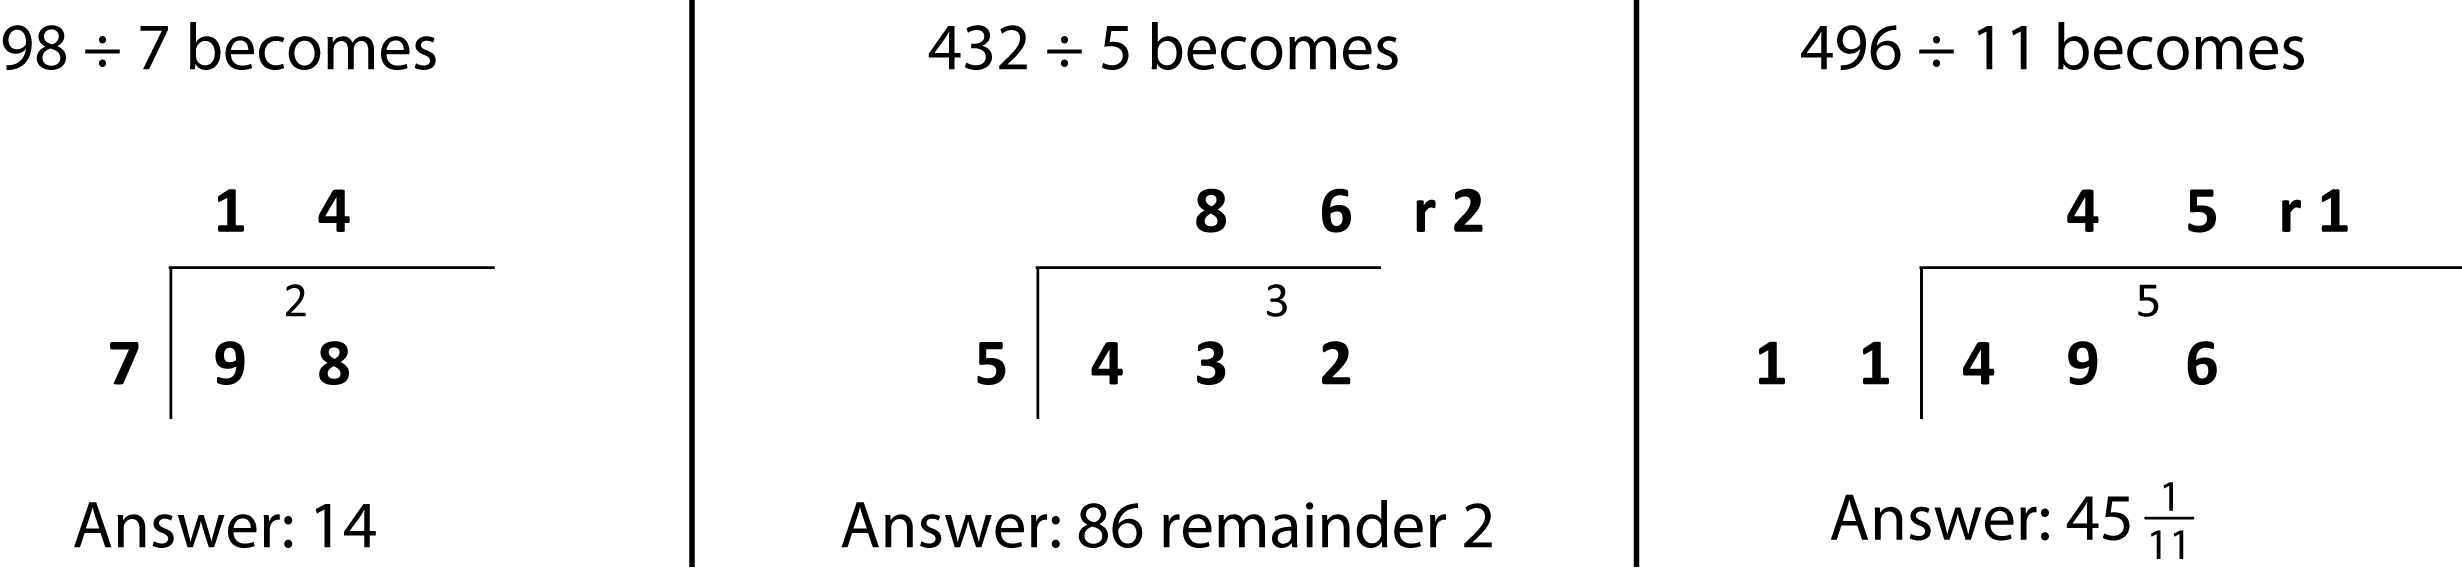 98 ÷ 7 becomes
1 4
2
7 9 8
Answer: 14
432 ÷ 5 becomes
8 6 r 2
3
5 4 3 2
Answer: 86 remainder 2
496 ÷ 11 becomes
4 5 r 1
5
1 1 4 9 6
Answer: 45 1/11